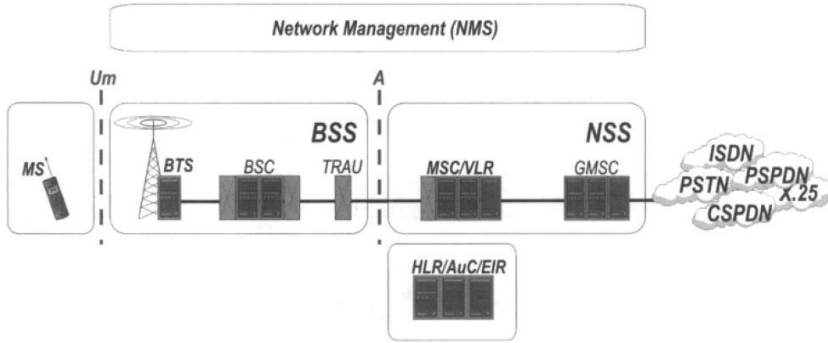 Network Management (NMS)
Um
A
BSS
NSS
MS
BTS
BSC
TRAU
MSC/VLR
GMSC
ISDN
PSTN
PSPDN
X.25
CSPDN
HLR/AuC/EIR